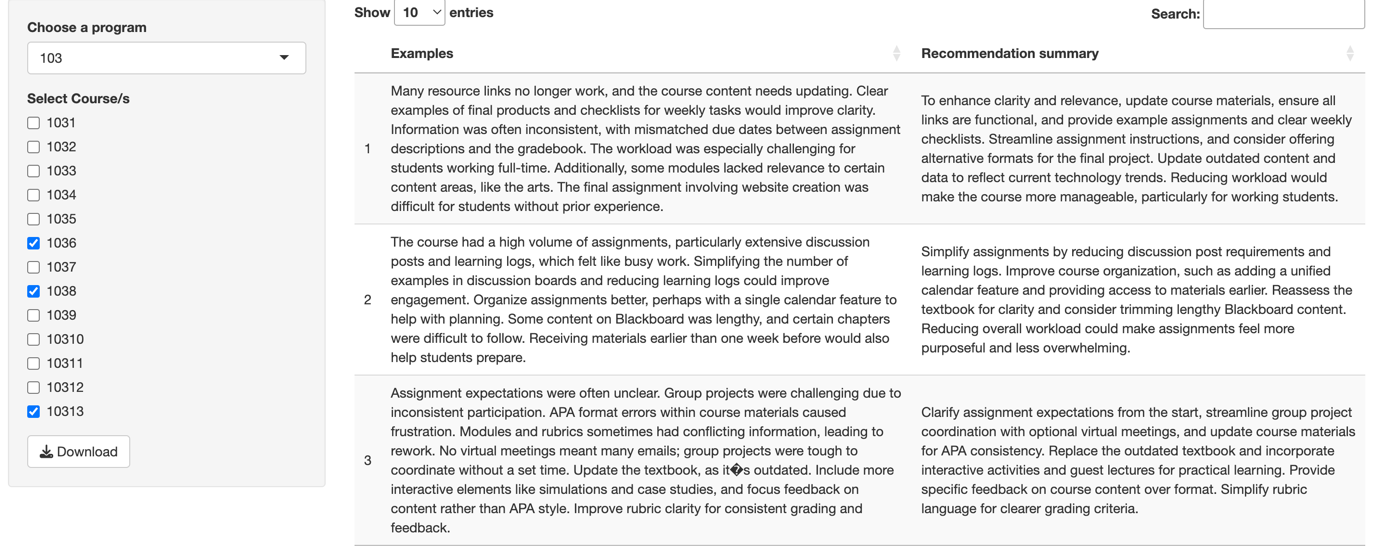 Choose a program
103
Select Course/s
1031
1032
1033
1034
1035
1036
1037
1038
1039
10310
10311
10312
10313
Download
Show 10 entries
Search:
Examples
Recommendation summary
1
Many resource links no longer work, and the course content needs updating. Clear
examples of final products and checklists for weekly tasks would improve clarity.
Information was often inconsistent, with mismatched due dates between assignment
descriptions and the gradebook. The workload was especially challenging for
students working full-time. Additionally, some modules lacked relevance to certain
content areas, like the arts. The final assignment involving website creation was
difficult for students without prior experience.
To enhance clarity and relevance, update course materials, ensure all
links are functional, and provide example assignments and clear weekly
checklists. Streamline assignment instructions, and consider offering
alternative formats for the final project. Update outdated content and
data to reflect current technology trends. Reducing workload would
make the course more manageable, particularly for working students.
2
The course had a high volume of assignments, particularly extensive discussion
posts and learning logs, which felt like busy work. Simplifying the number of
examples in discussion boards and reducing learning logs could improve
engagement. Organize assignments better, perhaps with a single calendar feature to
help with planning. Some content on Blackboard was lengthy, and certain chapters
were difficult to follow. Receiving materials earlier than one week before would also
help students prepare.
Simplify assignments by reducing discussion post requirements and
learning logs. Improve course organization, such as adding a unified
calendar feature and providing access to materials earlier. Reassess the
textbook for clarity and consider trimming lengthy Blackboard content.
Reducing overall workload could make assignments feel more
purposeful and less overwhelming.
3
Assignment expectations were often unclear. Group projects were challenging due to
inconsistent participation. APA format errors within course materials caused
frustration. Modules and rubrics sometimes had conflicting information, leading to
rework. No virtual meetings meant many emails; group projects were tough to
coordinate without a set time. Update the textbook, as it�s outdated. Include more
interactive elements like simulations and case studies, and focus feedback on
content rather than APA style. Improve rubric clarity for consistent grading and
feedback.
Clarify assignment expectations from the start, streamline group project
coordination with optional virtual meetings, and update course materials
for APA consistency. Replace the outdated textbook and incorporate
interactive activities and guest lectures for practical learning. Provide
specific feedback on course content over format. Simplify rubric
language for clearer grading criteria.